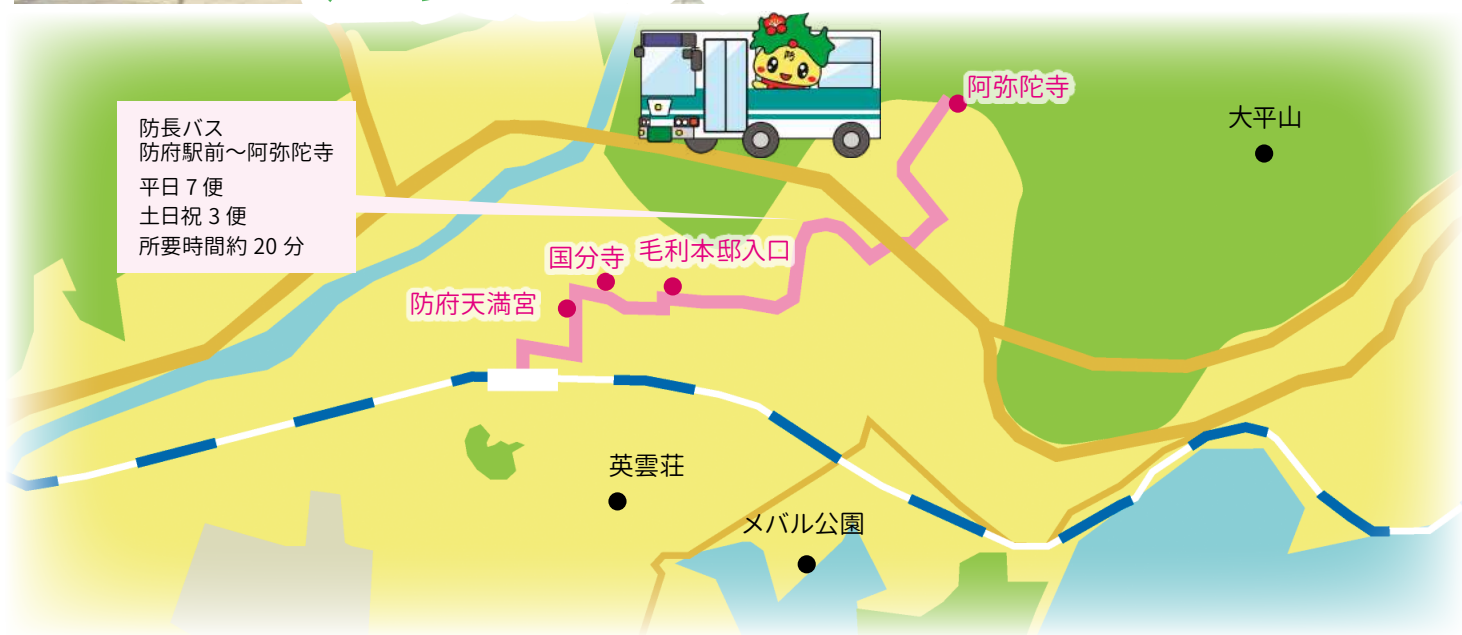 阿弥陀寺
大平山
防長バス
防府駅前～阿弥陀寺
平日 7 便
土日祝 3 便
所要時間約 20 分
国分寺
毛利本邸入口
防府天満宮
英雲荘
メバル公園
防